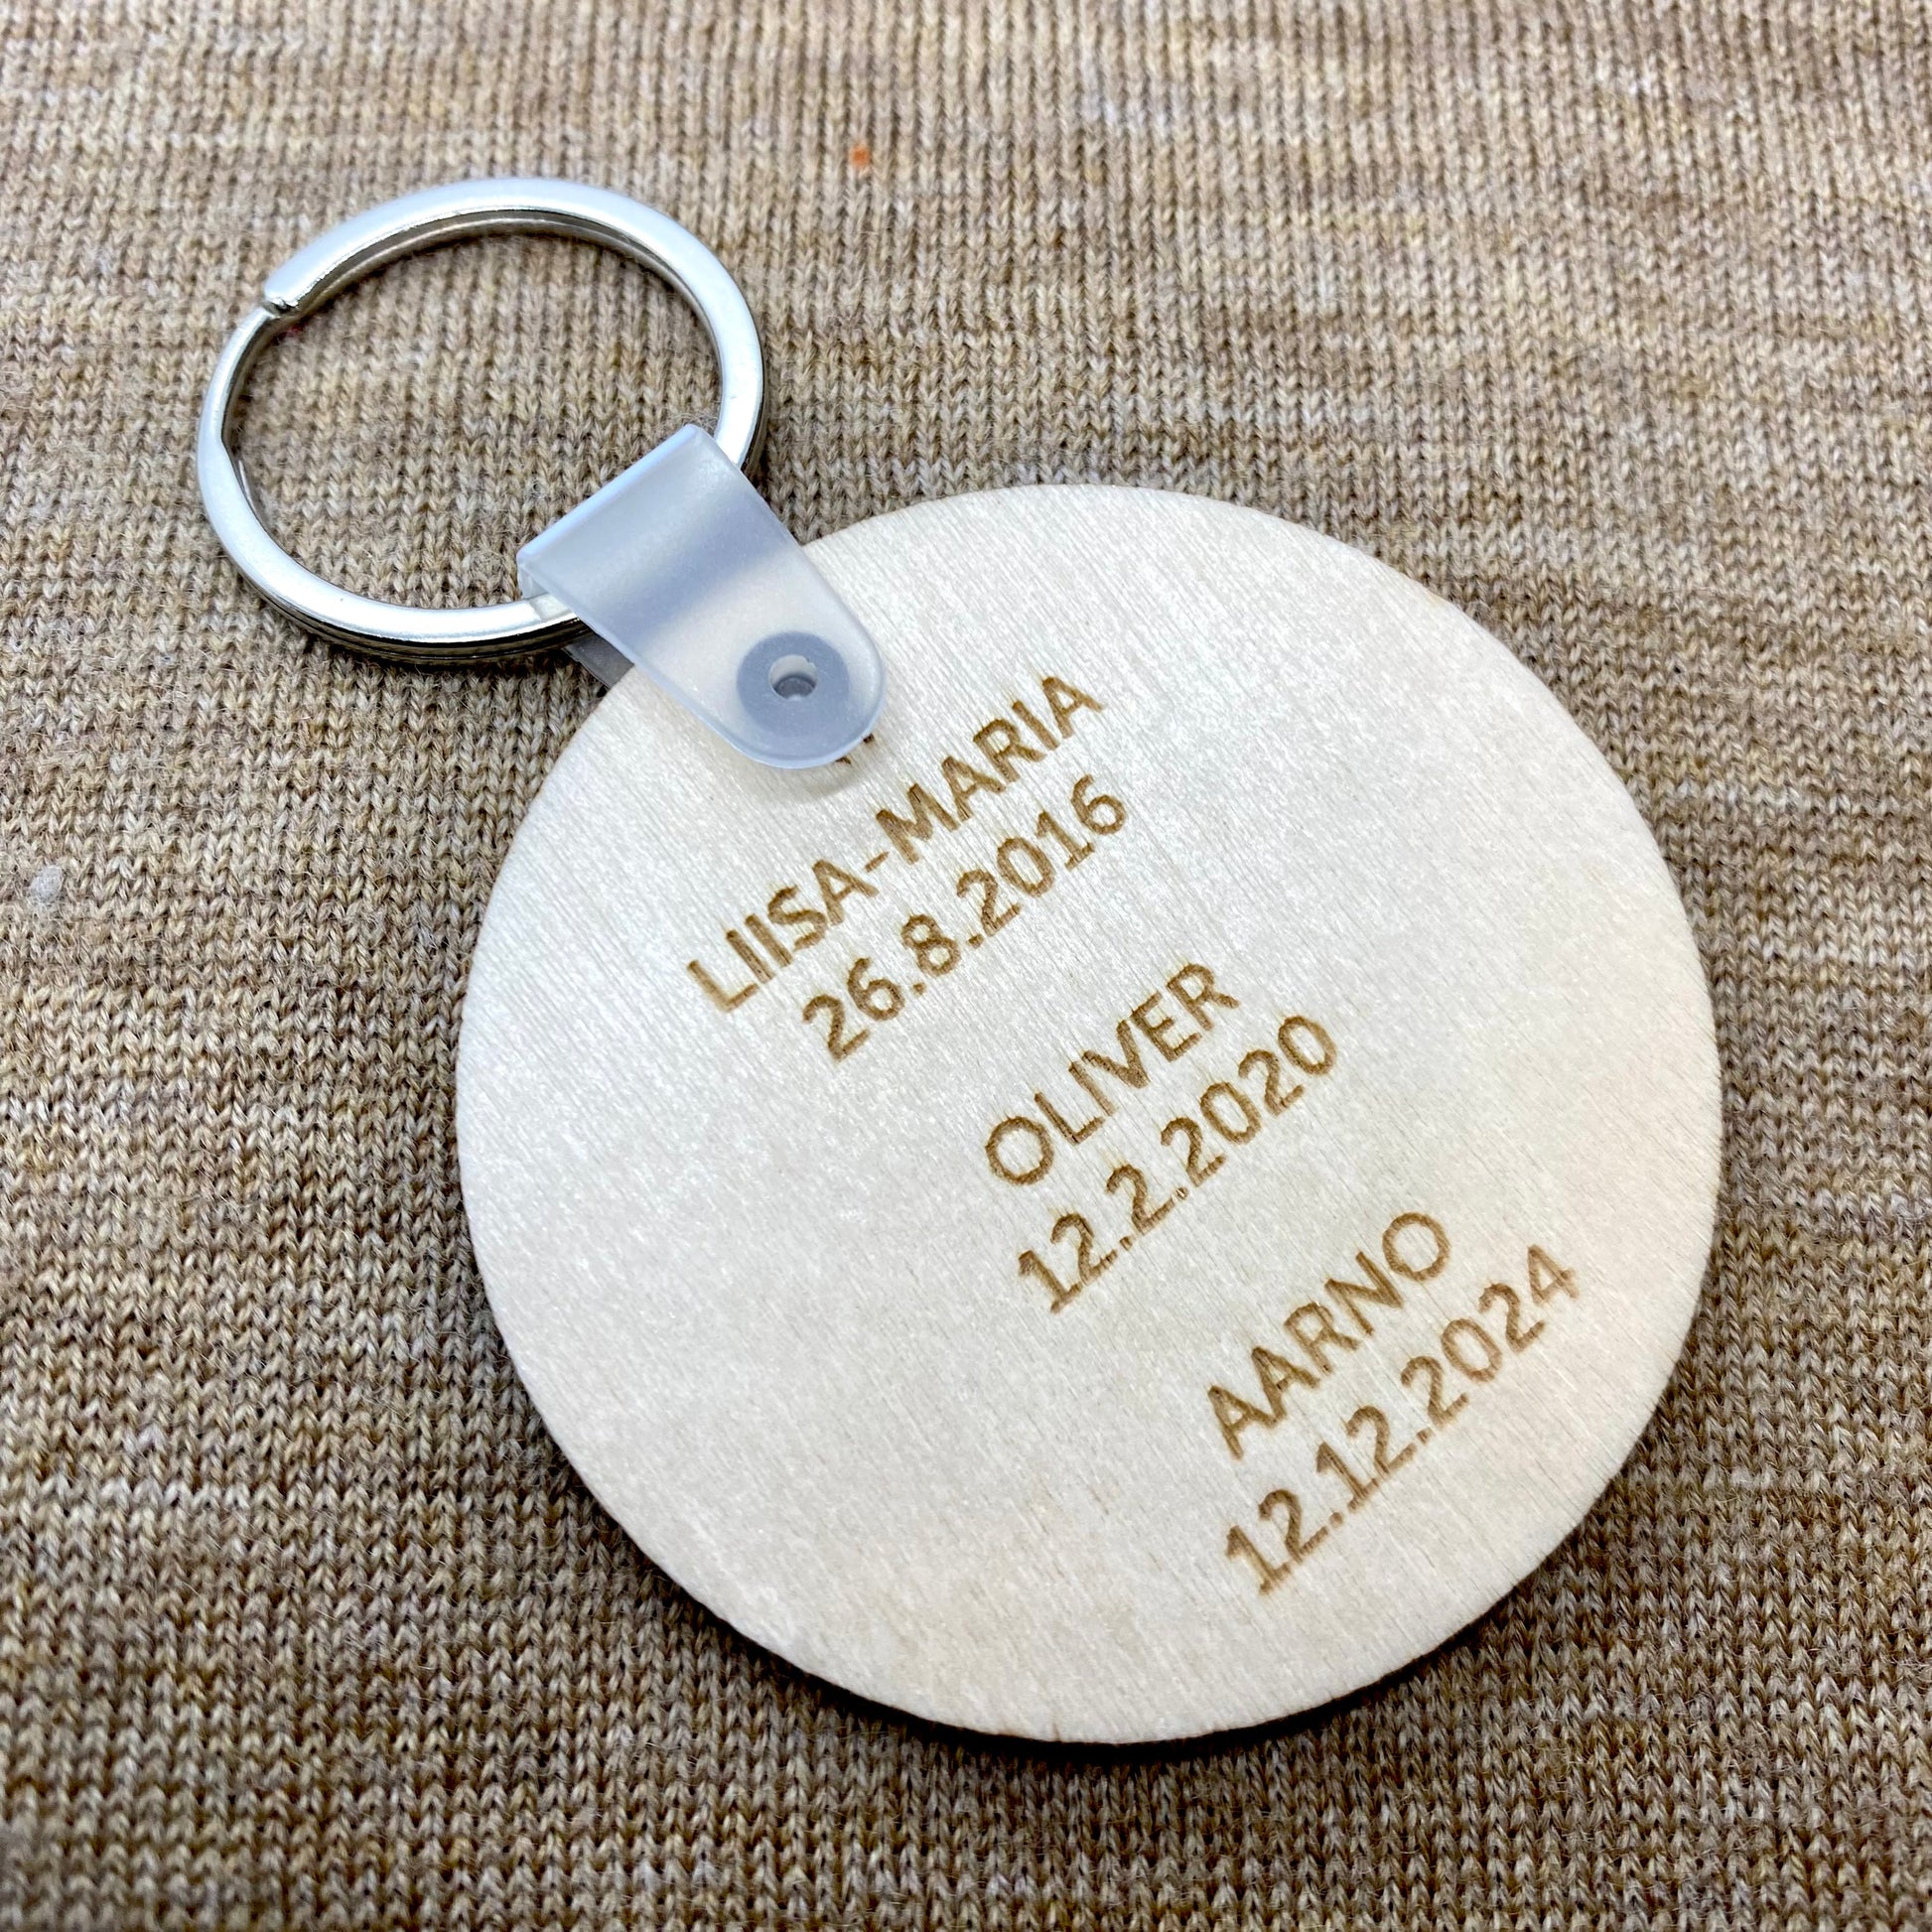 LIISA-MARIA
26.8.2016
OLIVER
12.2.2020
AARNO
12.12.2024